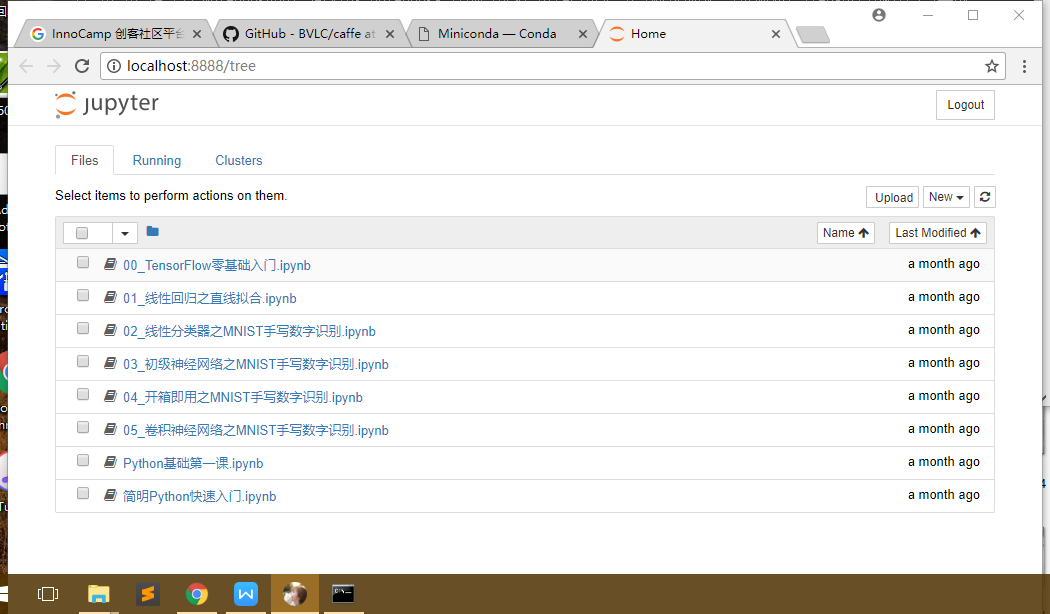 InnoCamp 创客社区平台
GitHub - BVLC/caffe at
Miniconda — Conda
Home
localhost:8888/tree
jupyter
Logout
Files
Running
Clusters
Select items to perform actions on them.
Upload
New
Name
Last Modified
00_TensorFlow零基础入门.ipynb
a month ago
01_线性回归之直线拟合.ipynb
a month ago
02_线性分类器之MNIST手写数字识别.ipynb
a month ago
03_初级神经网络之MNIST手写数字识别.ipynb
a month ago
04_开箱即用之MNIST手写数字识别.ipynb
a month ago
05_卷积神经网络之MNIST手写数字识别.ipynb
a month ago
Python基础第一课.ipynb
a month ago
简明Python快速入门.ipynb
a month ago